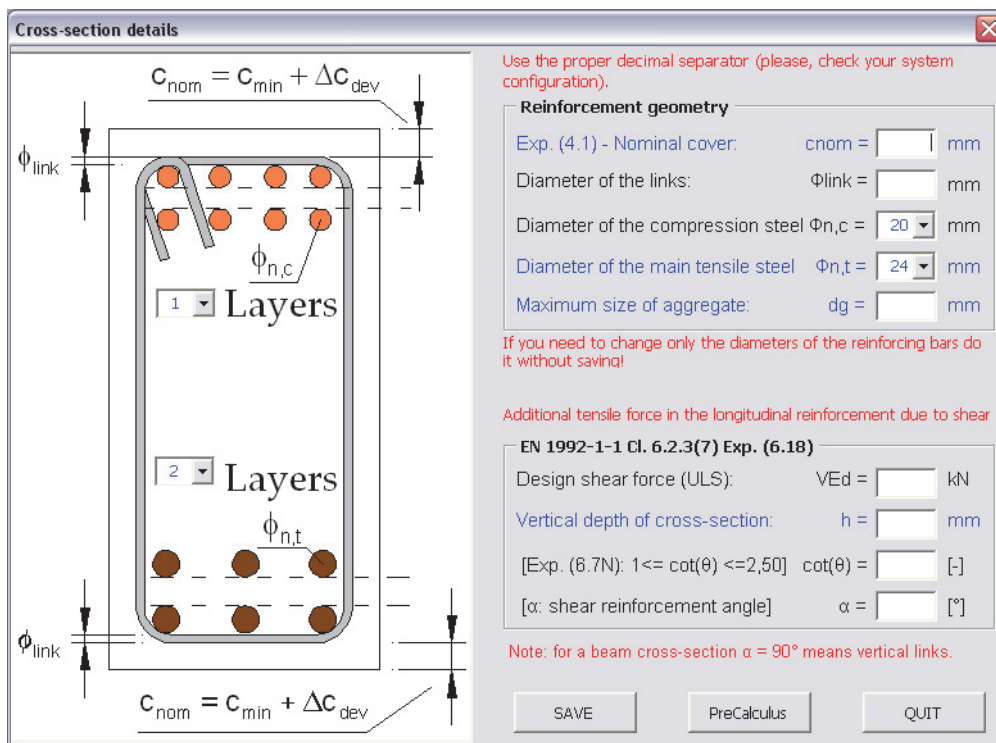 Cross-section details
Cnom = Cmin + ΔCdev
ϕlink
ϕn,c
1 Layers
2 Layers
ϕn,t
ϕlink
Cnom = Cmin + ΔCdev
Use the proper decimal separator (please, check your system
configuration).
Reinforcement geometry
Exp. (4.1) - Nominal cover: cnom = mm
Diameter of the links: Φlink = mm
Diameter of the compression steel Φn,c = 20 mm
Diameter of the main tensile steel Φn,t = 24 mm
Maximum size of aggregate: dg = mm
If you need to change only the diameters of the reinforcing bars do
it without saving!
Additional tensile force in the longitudinal reinforcement due to shear
EN 1992-1-1 Cl. 6.2.3(7) Exp. (6.18)
Design shear force (ULS): VEd = kN
Vertical depth of cross-section: h = mm
[Exp. (6.7N): 1<= cot(θ) <=2,50] cot(θ) = [-]
[α: shear reinforcement angle] α = [°]
Note: for a beam cross-section α = 90° means vertical links.
SAVE PreCalculus QUIT